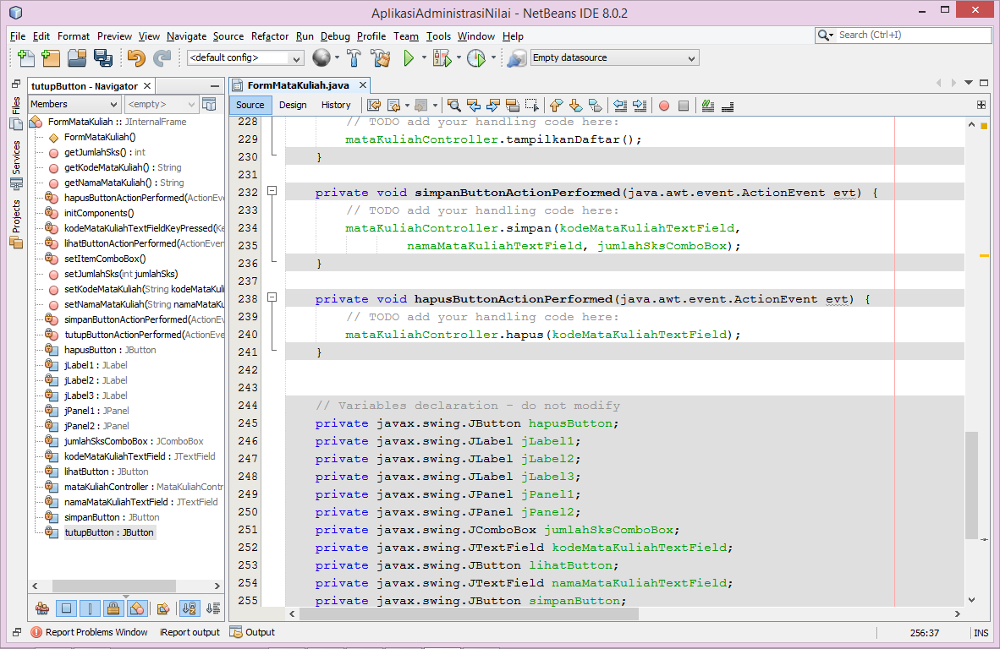 AplikasiAdministrasiNilai - NetBeans IDE 8.0.2
File Edit Format Preview View Navigate Source Refactor Run Debug Profile Team Tools Window Help
Search (Ctrl+I)
<default config>
Empty datasource
Files
Services
Projects
tutupButton - Navigator
Members
<empty>
FormMataKuliah :: JInternalFrame
FormMataKuliah()
getJumlahSks() : int
getKodeMataKuliah() : String
getNamaMataKuliah() : String
hapusButtonActionPerformed(ActionEve
initComponents()
kodeMataKuliahTextFieldKeyPressed(Ke
lihatButtonActionPerformed(ActionEven
setItemComboBox()
setJumlahSks(int jumlahSks)
setKodeMataKuliah(String kodeMataKuli
setNamaMataKuliah(String namaMataKu
simpanButtonActionPerformed(ActionEv
tutupButtonActionPerformed(ActionEve
hapusButton : JButton
jLabel1 : JLabel
jLabel2 : JLabel
jLabel3 : JLabel
jPanel1 : JPanel
jPanel2 : JPanel
jumlahSksComboBox : JComboBox
kodeMataKuliahTextField : JTextField
lihatButton : JButton
mataKuliahController : MataKuliahContr
namaMataKuliahTextField : JTextField
simpanButton : JButton
tutupButton : JButton
FormMataKuliah.java
Source Design History
228 // TODO add your handling code here:
229 mataKuliahController.tampilkanDaftar();
230 }
231
232 private void simpanButtonActionPerformed(java.awt.event.ActionEvent evt) {
233 // TODO add your handling code here:
234 mataKuliahController.simpan(kodeMataKuliahTextField,
235 namaMataKuliahTextField, jumlahSksComboBox);
236 }
237
238 private void hapusButtonActionPerformed(java.awt.event.ActionEvent evt) {
239 // TODO add your handling code here:
240 mataKuliahController.hapus(kodeMataKuliahTextField);
241 }
242
243
244 // Variables declaration - do not modify
245 private javax.swing.JButton hapusButton;
246 private javax.swing.JLabel jLabel1;
247 private javax.swing.JLabel jLabel2;
248 private javax.swing.JLabel jLabel3;
249 private javax.swing.JPanel jPanel1;
250 private javax.swing.JPanel jPanel2;
251 private javax.swing.JComboBox jumlahSksComboBox;
252 private javax.swing.JTextField kodeMataKuliahTextField;
253 private javax.swing.JButton lihatButton;
254 private javax.swing.JTextField namaMataKuliahTextField;
255 private javax.swing.JButton simpanButton;
Report Problems Window iReport output Output
256:37 INS